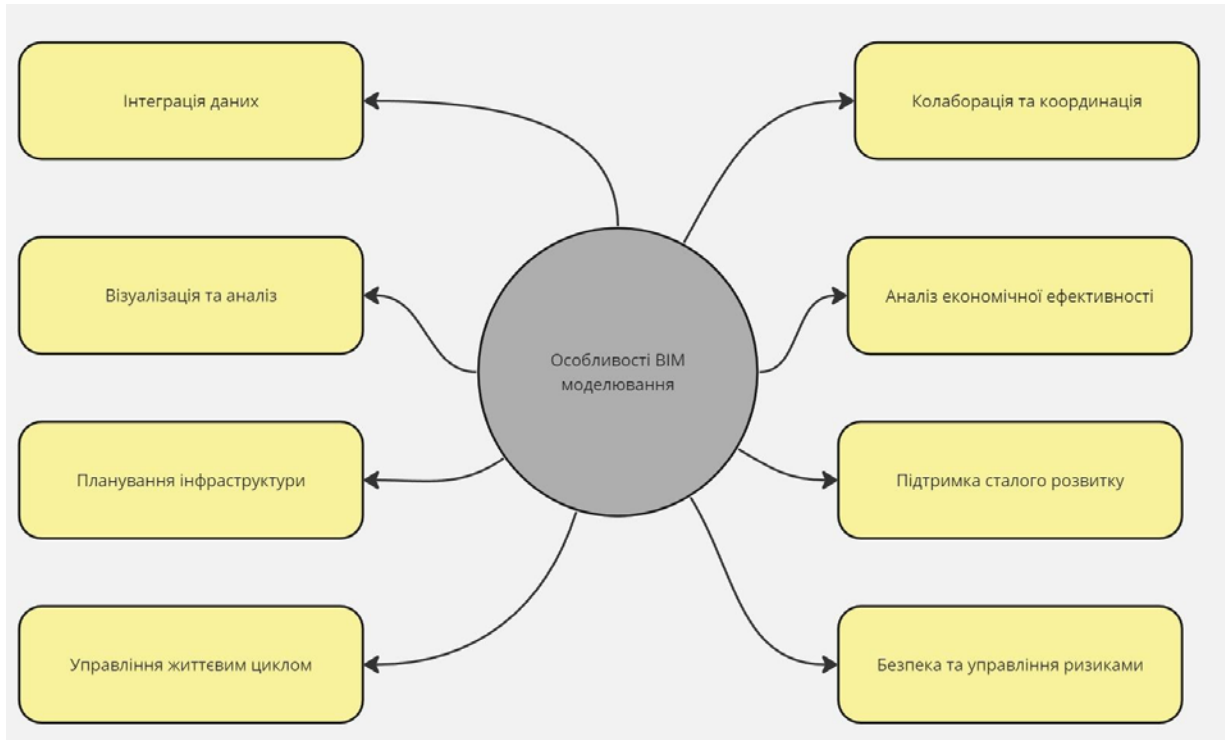 Інтеграція даних
Колаборація та координація
Візуалізація та аналіз
Аналіз економічної ефективності
Особливості BIM
моделювання
Планування інфраструктури
Підтримка сталого розвитку
Управління життєвим циклом
Безпека та управління ризиками